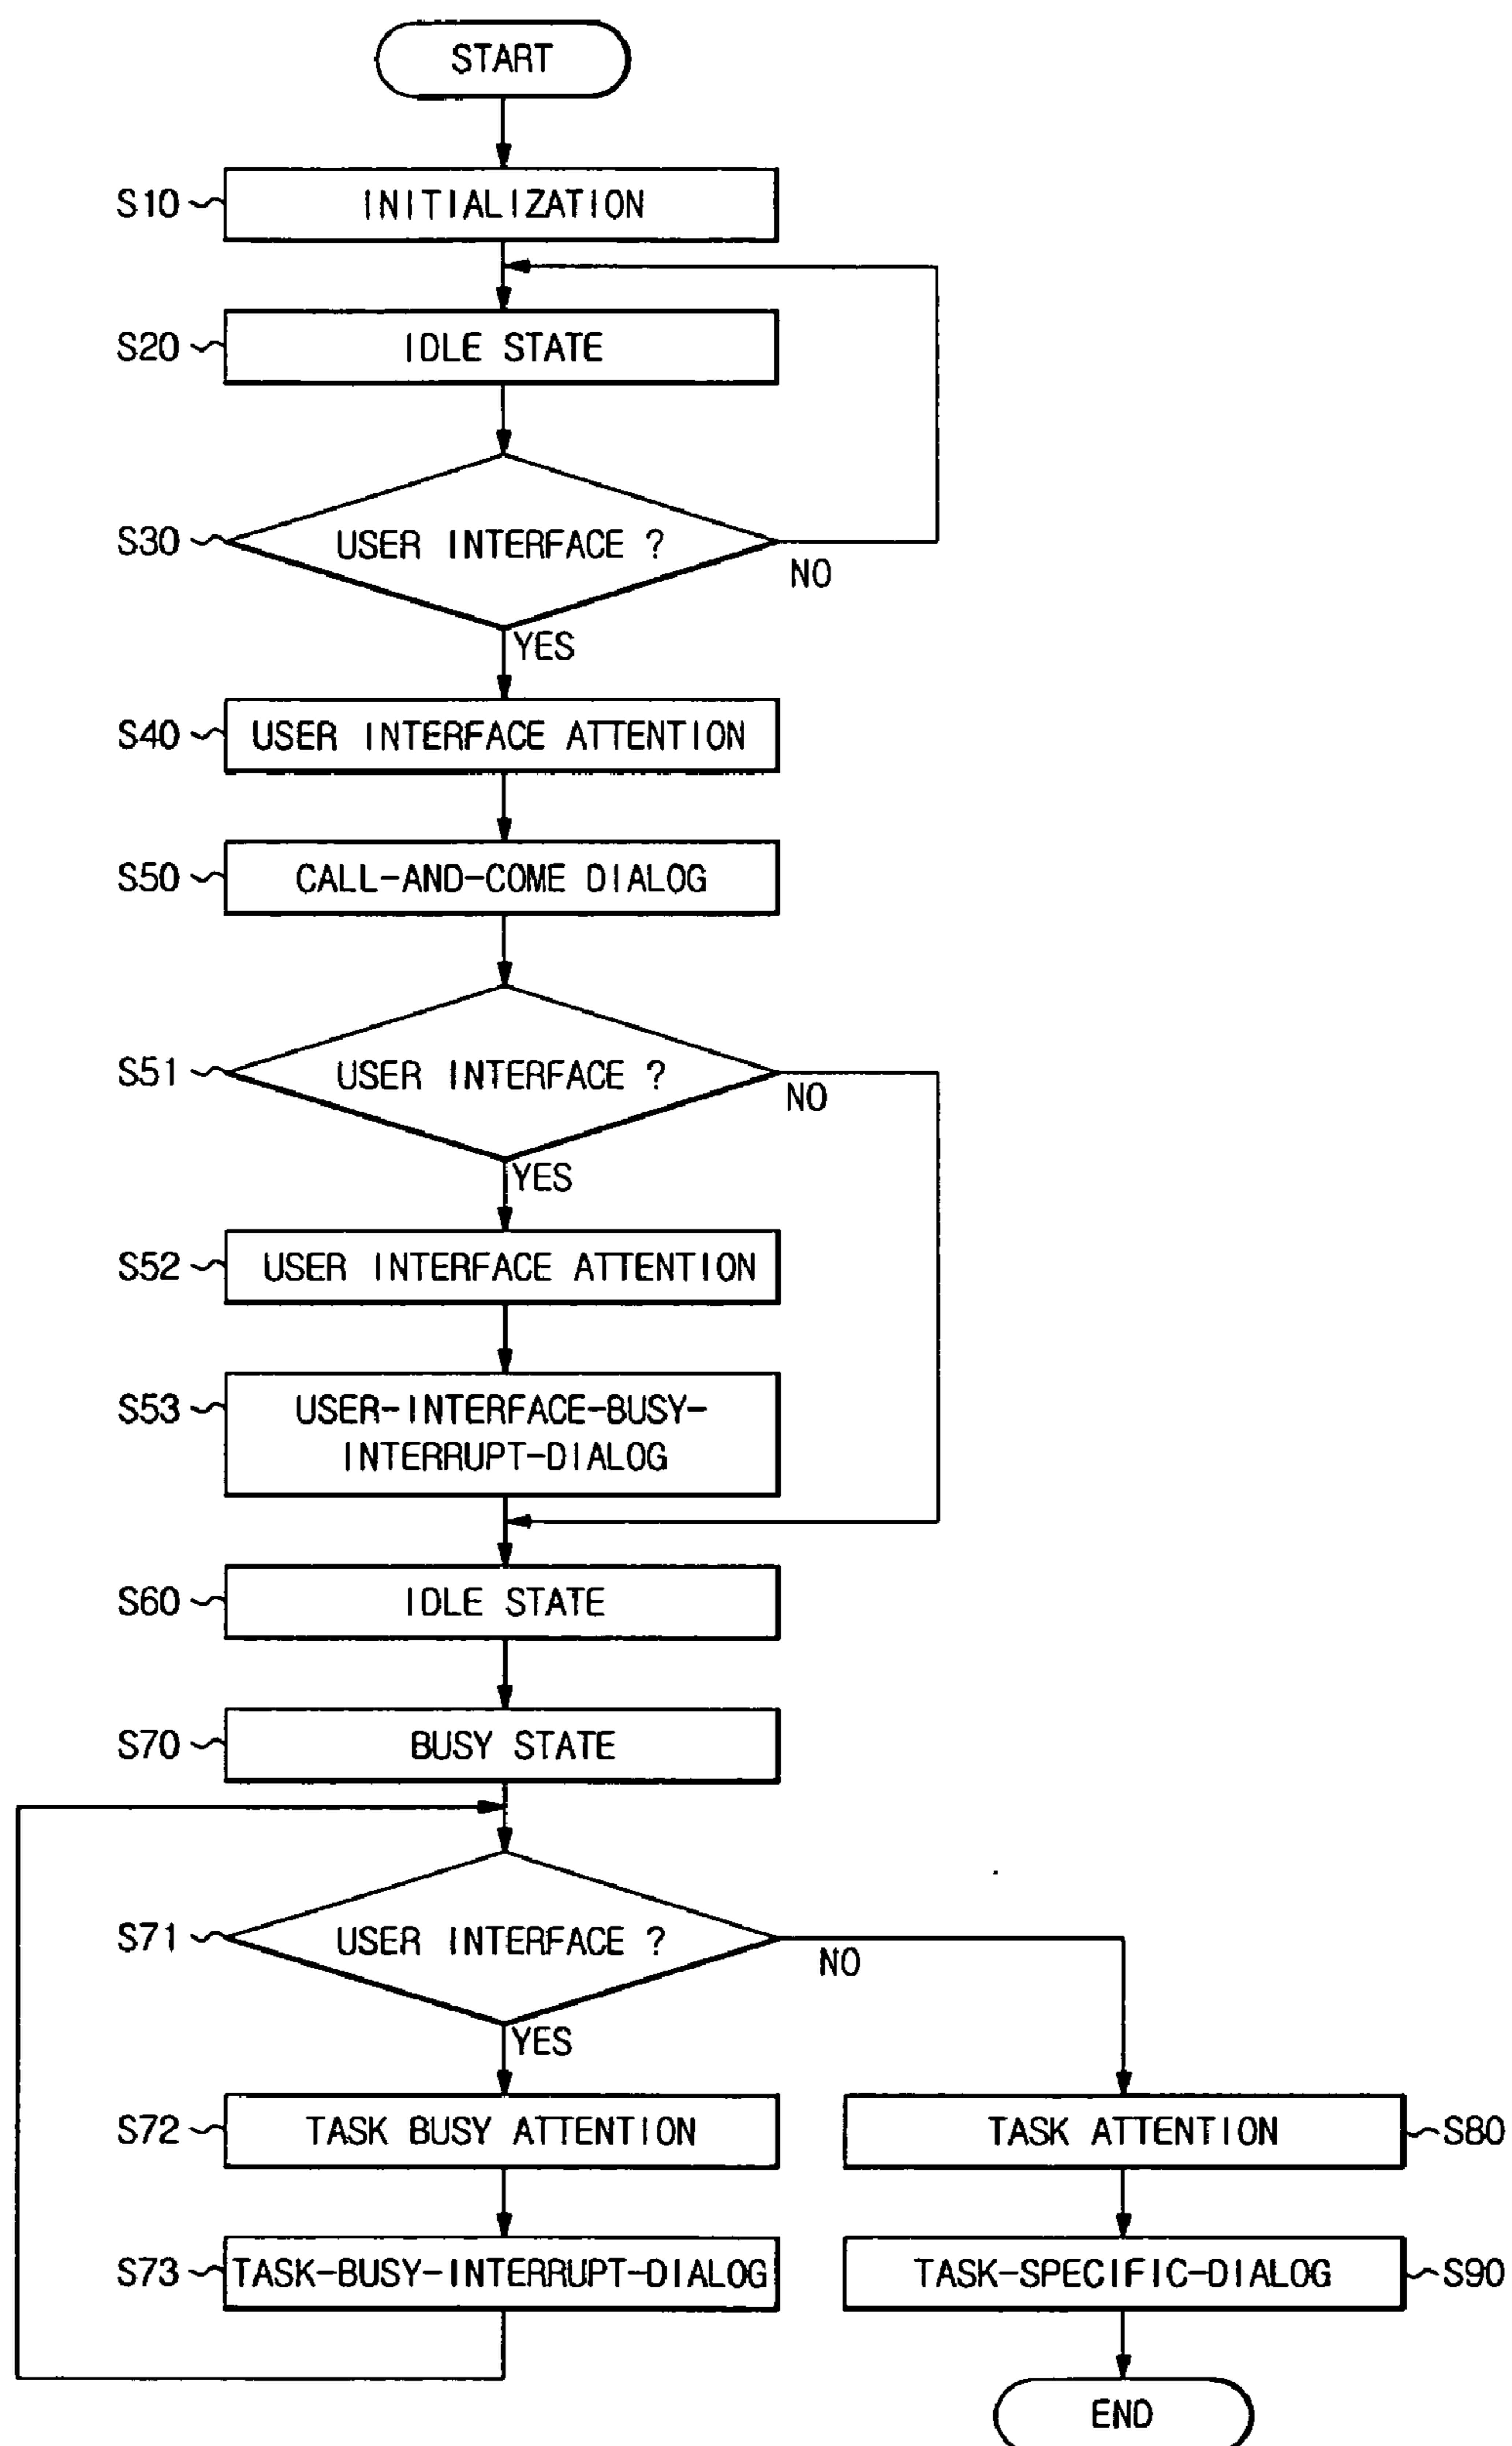 START
S10
INITIALIZATION
S20
IDLE STATE
S30
USER INTERFACE ?
NO
YES
S40
USER INTERFACE ATTENTION
S50
CALL-AND-COME DIALOG
S51
USER INTERFACE ?
NO
YES
S52
USER INTERFACE ATTENTION
S53
USER-INTERFACE-BUSY-
INTERRUPT-DIALOG
S60
IDLE STATE
S70
BUSY STATE
S71
USER INTERFACE ?
NO
YES
S72
TASK BUSY ATTENTION
TASK ATTENTION
S80
S73
TASK-BUSY-INTERRUPT-DIALOG
TASK-SPECIFIC-DIALOG
S90
END